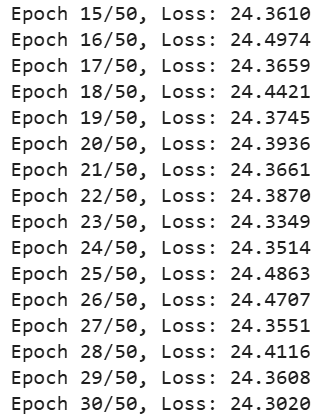 Epoch 15/50, Loss: 24.3610
Epoch 16/50, Loss: 24.4974
Epoch 17/50, Loss: 24.3659
Epoch 18/50, Loss: 24.4421
Epoch 19/50, Loss: 24.3745
Epoch 20/50, Loss: 24.3936
Epoch 21/50, Loss: 24.3661
Epoch 22/50, Loss: 24.3870
Epoch 23/50, Loss: 24.3349
Epoch 24/50, Loss: 24.3514
Epoch 25/50, Loss: 24.4863
Epoch 26/50, Loss: 24.4707
Epoch 27/50, Loss: 24.3551
Epoch 28/50, Loss: 24.4116
Epoch 29/50, Loss: 24.3608
Epoch 30/50, Loss: 24.3020